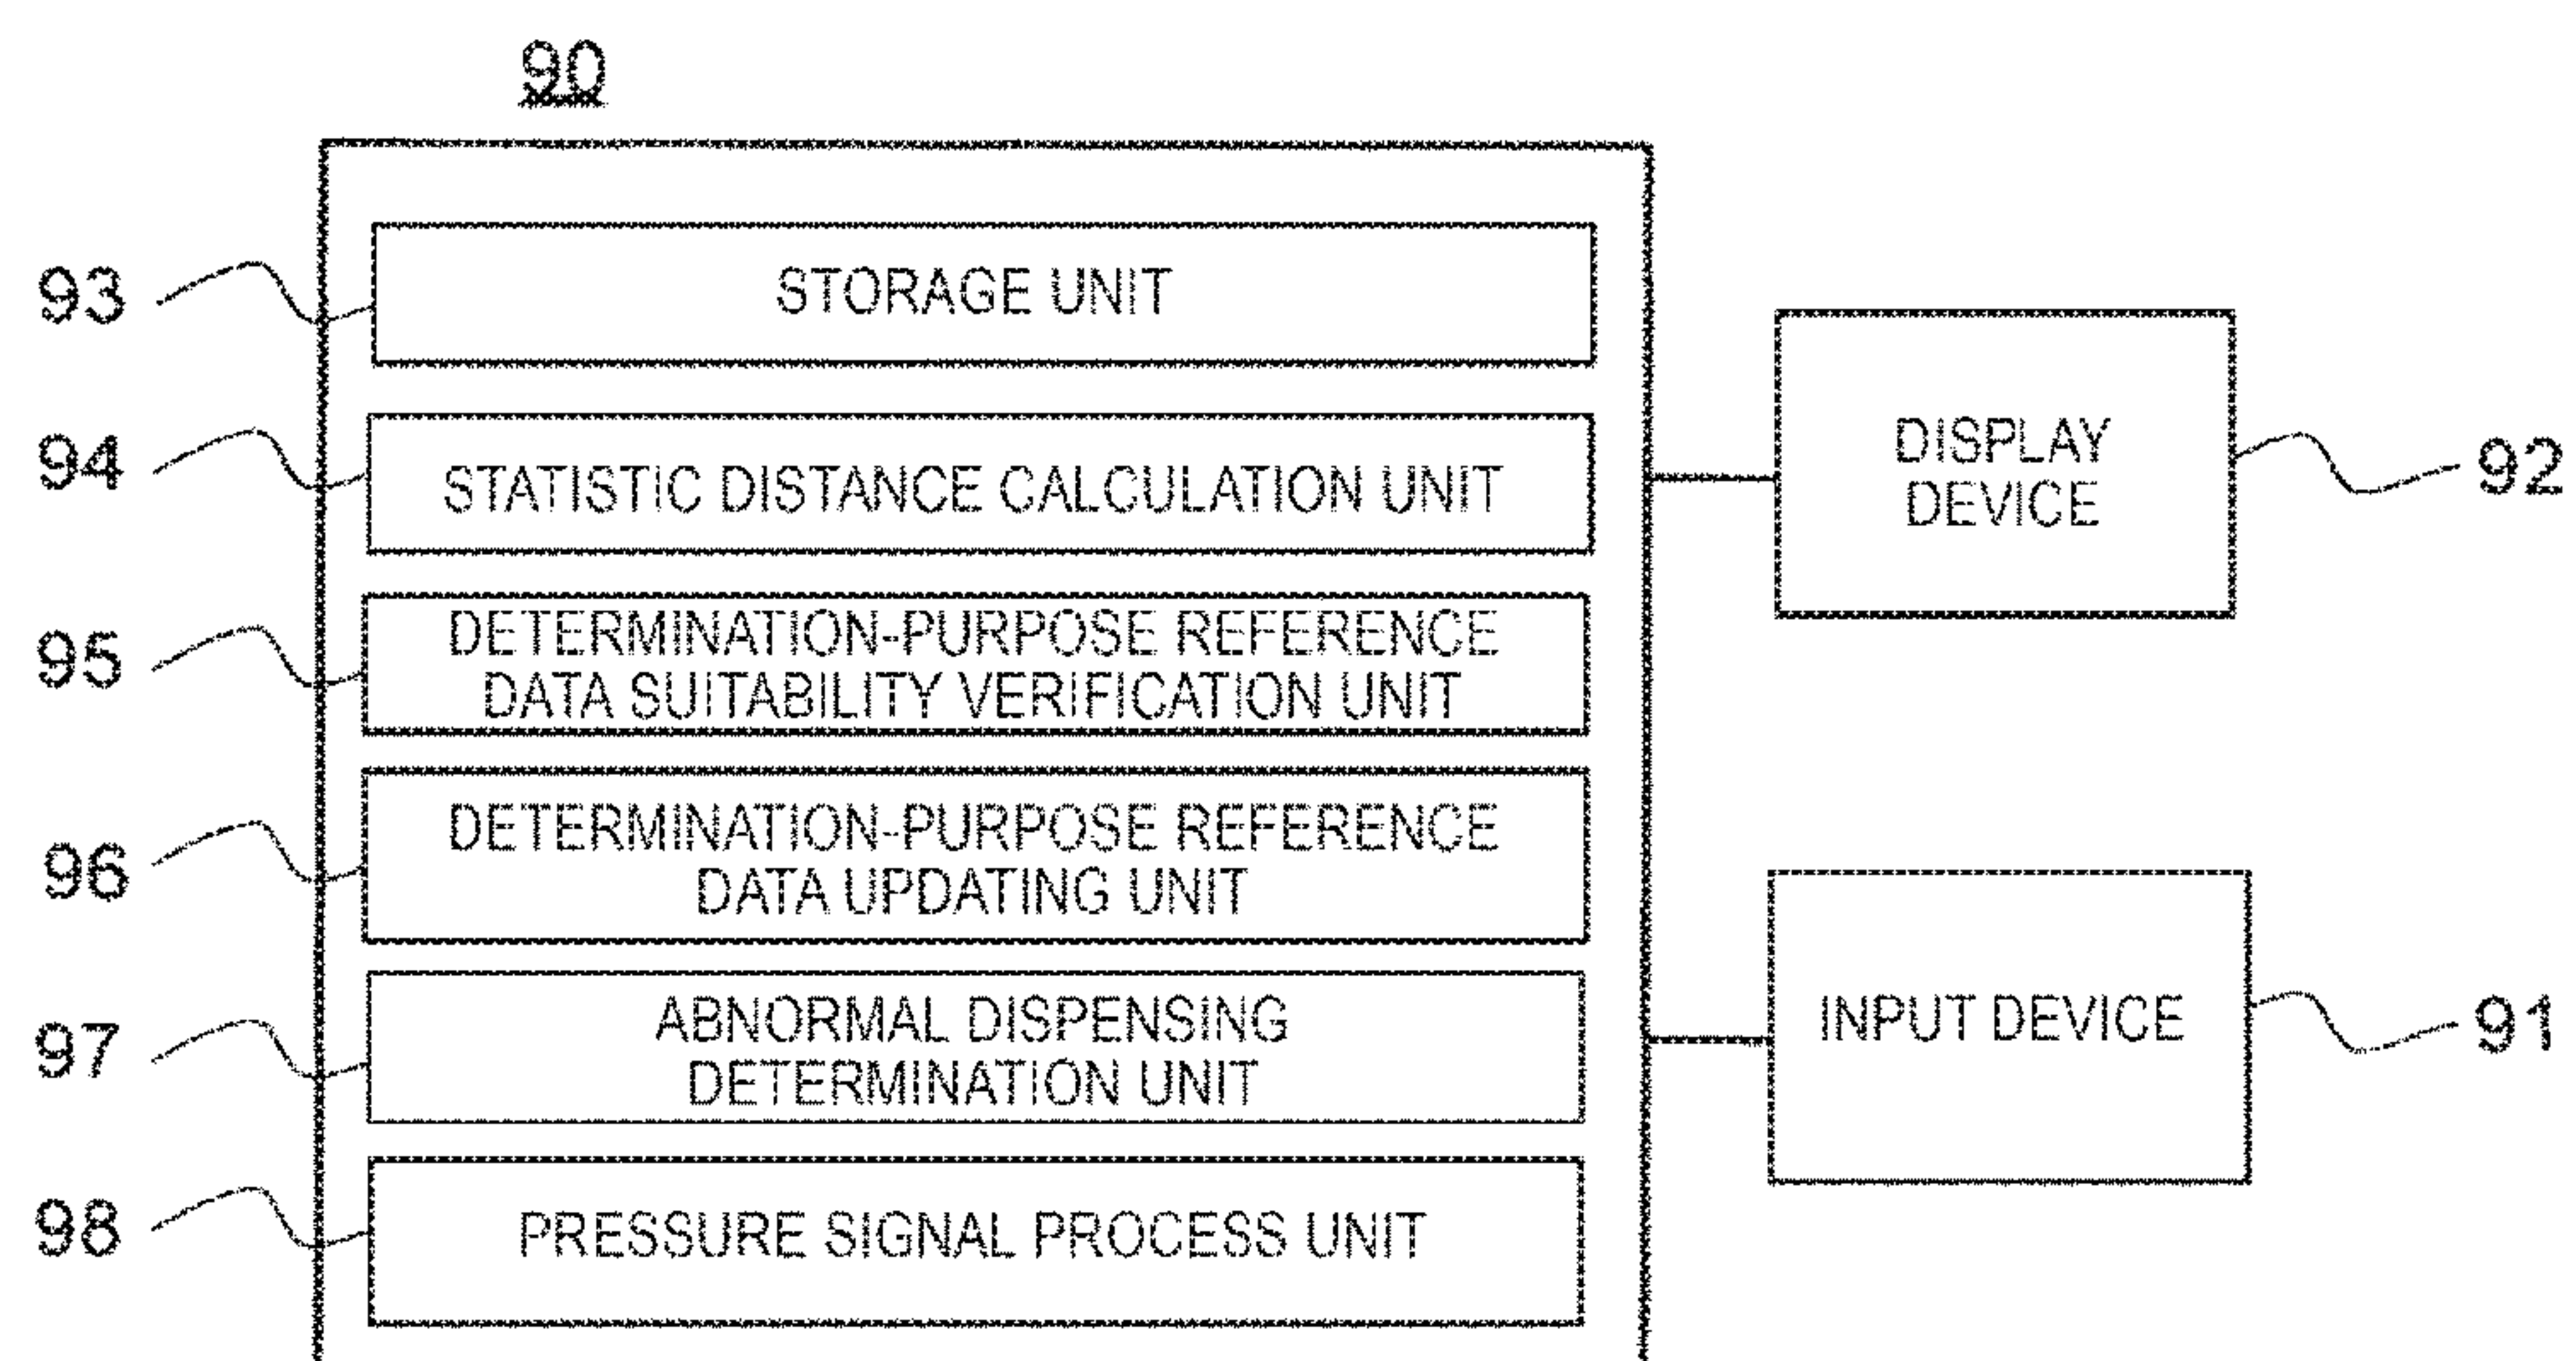 90
93
STORAGE UNIT
94
STATISTIC DISTANCE CALCULATION UNIT
DISPLAY
DEVICE
92
95
DETERMINATION-PURPOSE REFERENCE
DATA SUITABILITY VERIFICATION UNIT
96
DETERMINATION-PURPOSE REFERENCE
DATA UPDATING UNIT
97
ABNORMAL DISPENSING
DETERMINATION UNIT
INPUT DEVICE
91
98
PRESSURE SIGNAL PROCESS UNIT